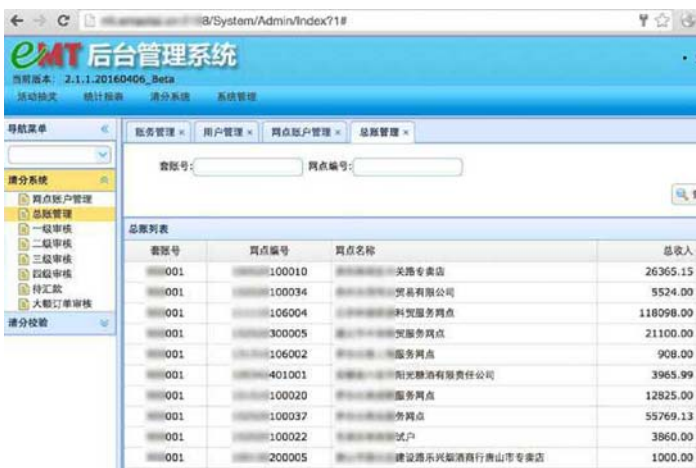 8/System/Admin/Index?1#
eMT 后台管理系统
当前版本: 2.1.1.20160406_Beta
活动抽奖 统计报表 清分系统 系统管理
导航菜单
账务管理 × 用户管理 × 网点账户管理 × 总账管理 ×
套账号: 网点编号:
清分系统
网点账户管理
总账管理
一级审核
二级审核
三级审核
四级审核
待汇款
大额订单审核
清分校验
总账列表
套账号 网点编号 网点名称 总收入
001 100010 关路专卖店 26365.15
001 100034 贸易有限公司 5524.00
001 106004 科贸服务网点 118098.00
001 300005 贸服务网点 21100.00
001 106002 服务网点 908.00
001 401001 阳光糖酒有限责任公司 3965.99
001 100020 服务网点 12825.00
001 100037 务网点 55769.13
001 100022 试户 3860.00
001 200005 建设路乐兴烟酒商行唐山市专卖店 1000.00